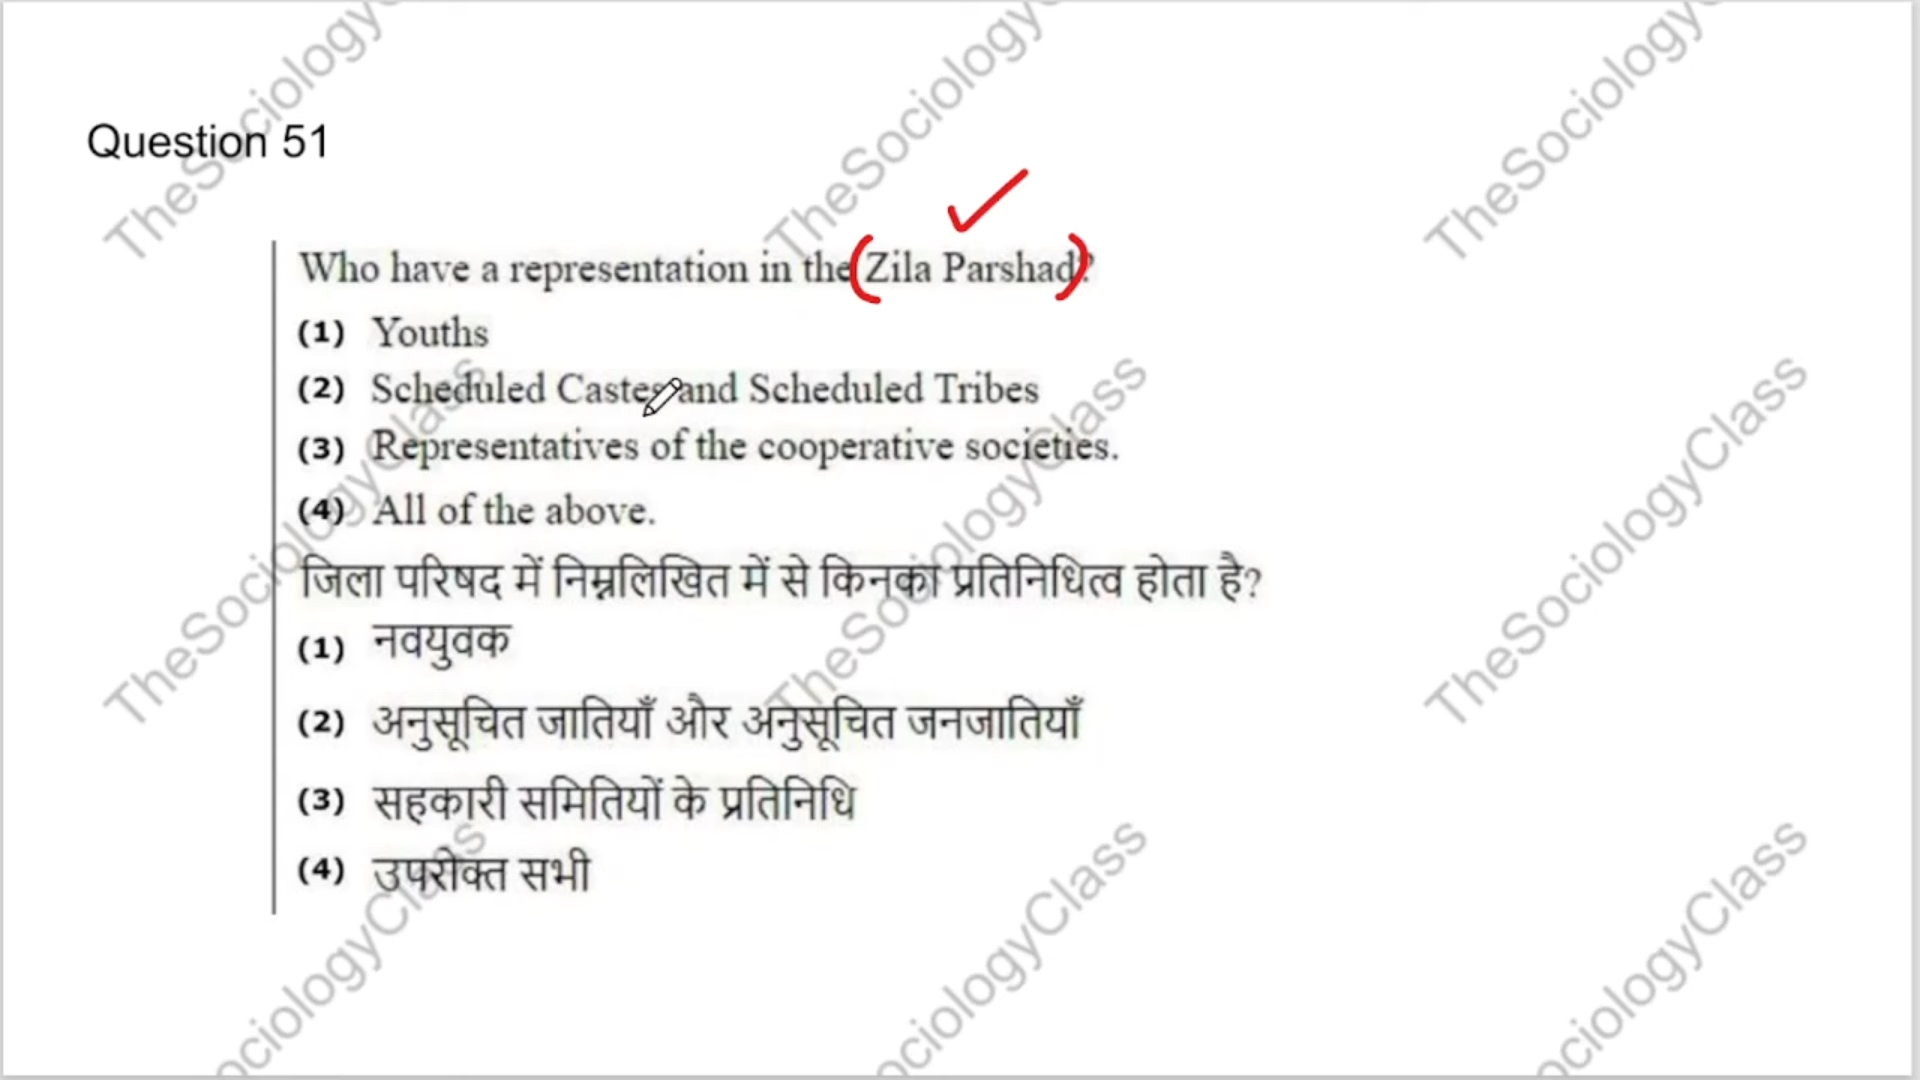 Question 51
Who have a representation in the Zila Parshad?
(1) Youths
(2) Scheduled Castes and Scheduled Tribes
(3) Representatives of the cooperative societies.
(4) All of the above.
जिला परिषद में निम्नलिखित में से किनका प्रतिनिधित्व होता है?
(1) नवयुवक
(2) अनुसूचित जातियाँ और अनुसूचित जनजातियाँ
(3) सहकारी समितियों के प्रतिनिधि
(4) उपरोक्त सभी
TheSociologyClass
TheSociologyClass
TheSociologyClass